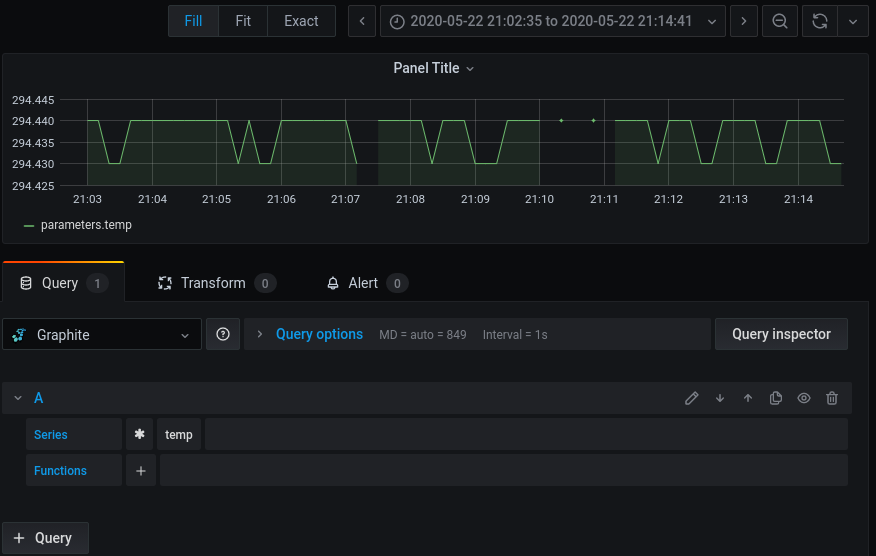 Fill Fit Exact 2020-05-22 21:02:35 to 2020-05-22 21:14:41
Panel Title
294.445
294.440
294.435
294.430
294.425
21:03 21:04 21:05 21:06 21:07 21:08 21:09 21:10 21:11 21:12 21:13 21:14
parameters.temp
Query 1 Transform 0 Alert 0
Graphite Query options MD = auto = 849 Interval = 1s Query inspector
A
Series * temp
Functions +
+ Query